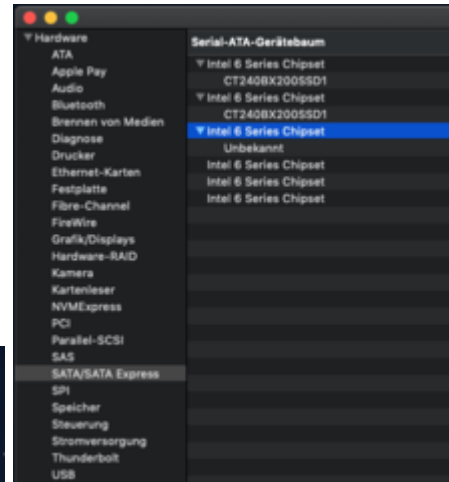 Hardware
ATA
Apple Pay
Audio
Bluetooth
Brennen von Medien
Diagnose
Drucker
Ethernet-Karten
Festplatte
Fibre-Channel
FireWire
Grafik/Displays
Hardware-RAID
Kamera
Kartenleser
NVMExpress
PCI
Parallel-SCSI
SAS
SATA/SATA Express
SPI
Speicher
Steuerung
Stromversorgung
Thunderbolt
USB
Serial-ATA-Gerätebaum
Intel 6 Series Chipset
CT240BX200SSD1
Intel 6 Series Chipset
CT240BX200SSD1
Intel 6 Series Chipset
Unbekannt
Intel 6 Series Chipset
Intel 6 Series Chipset
Intel 6 Series Chipset